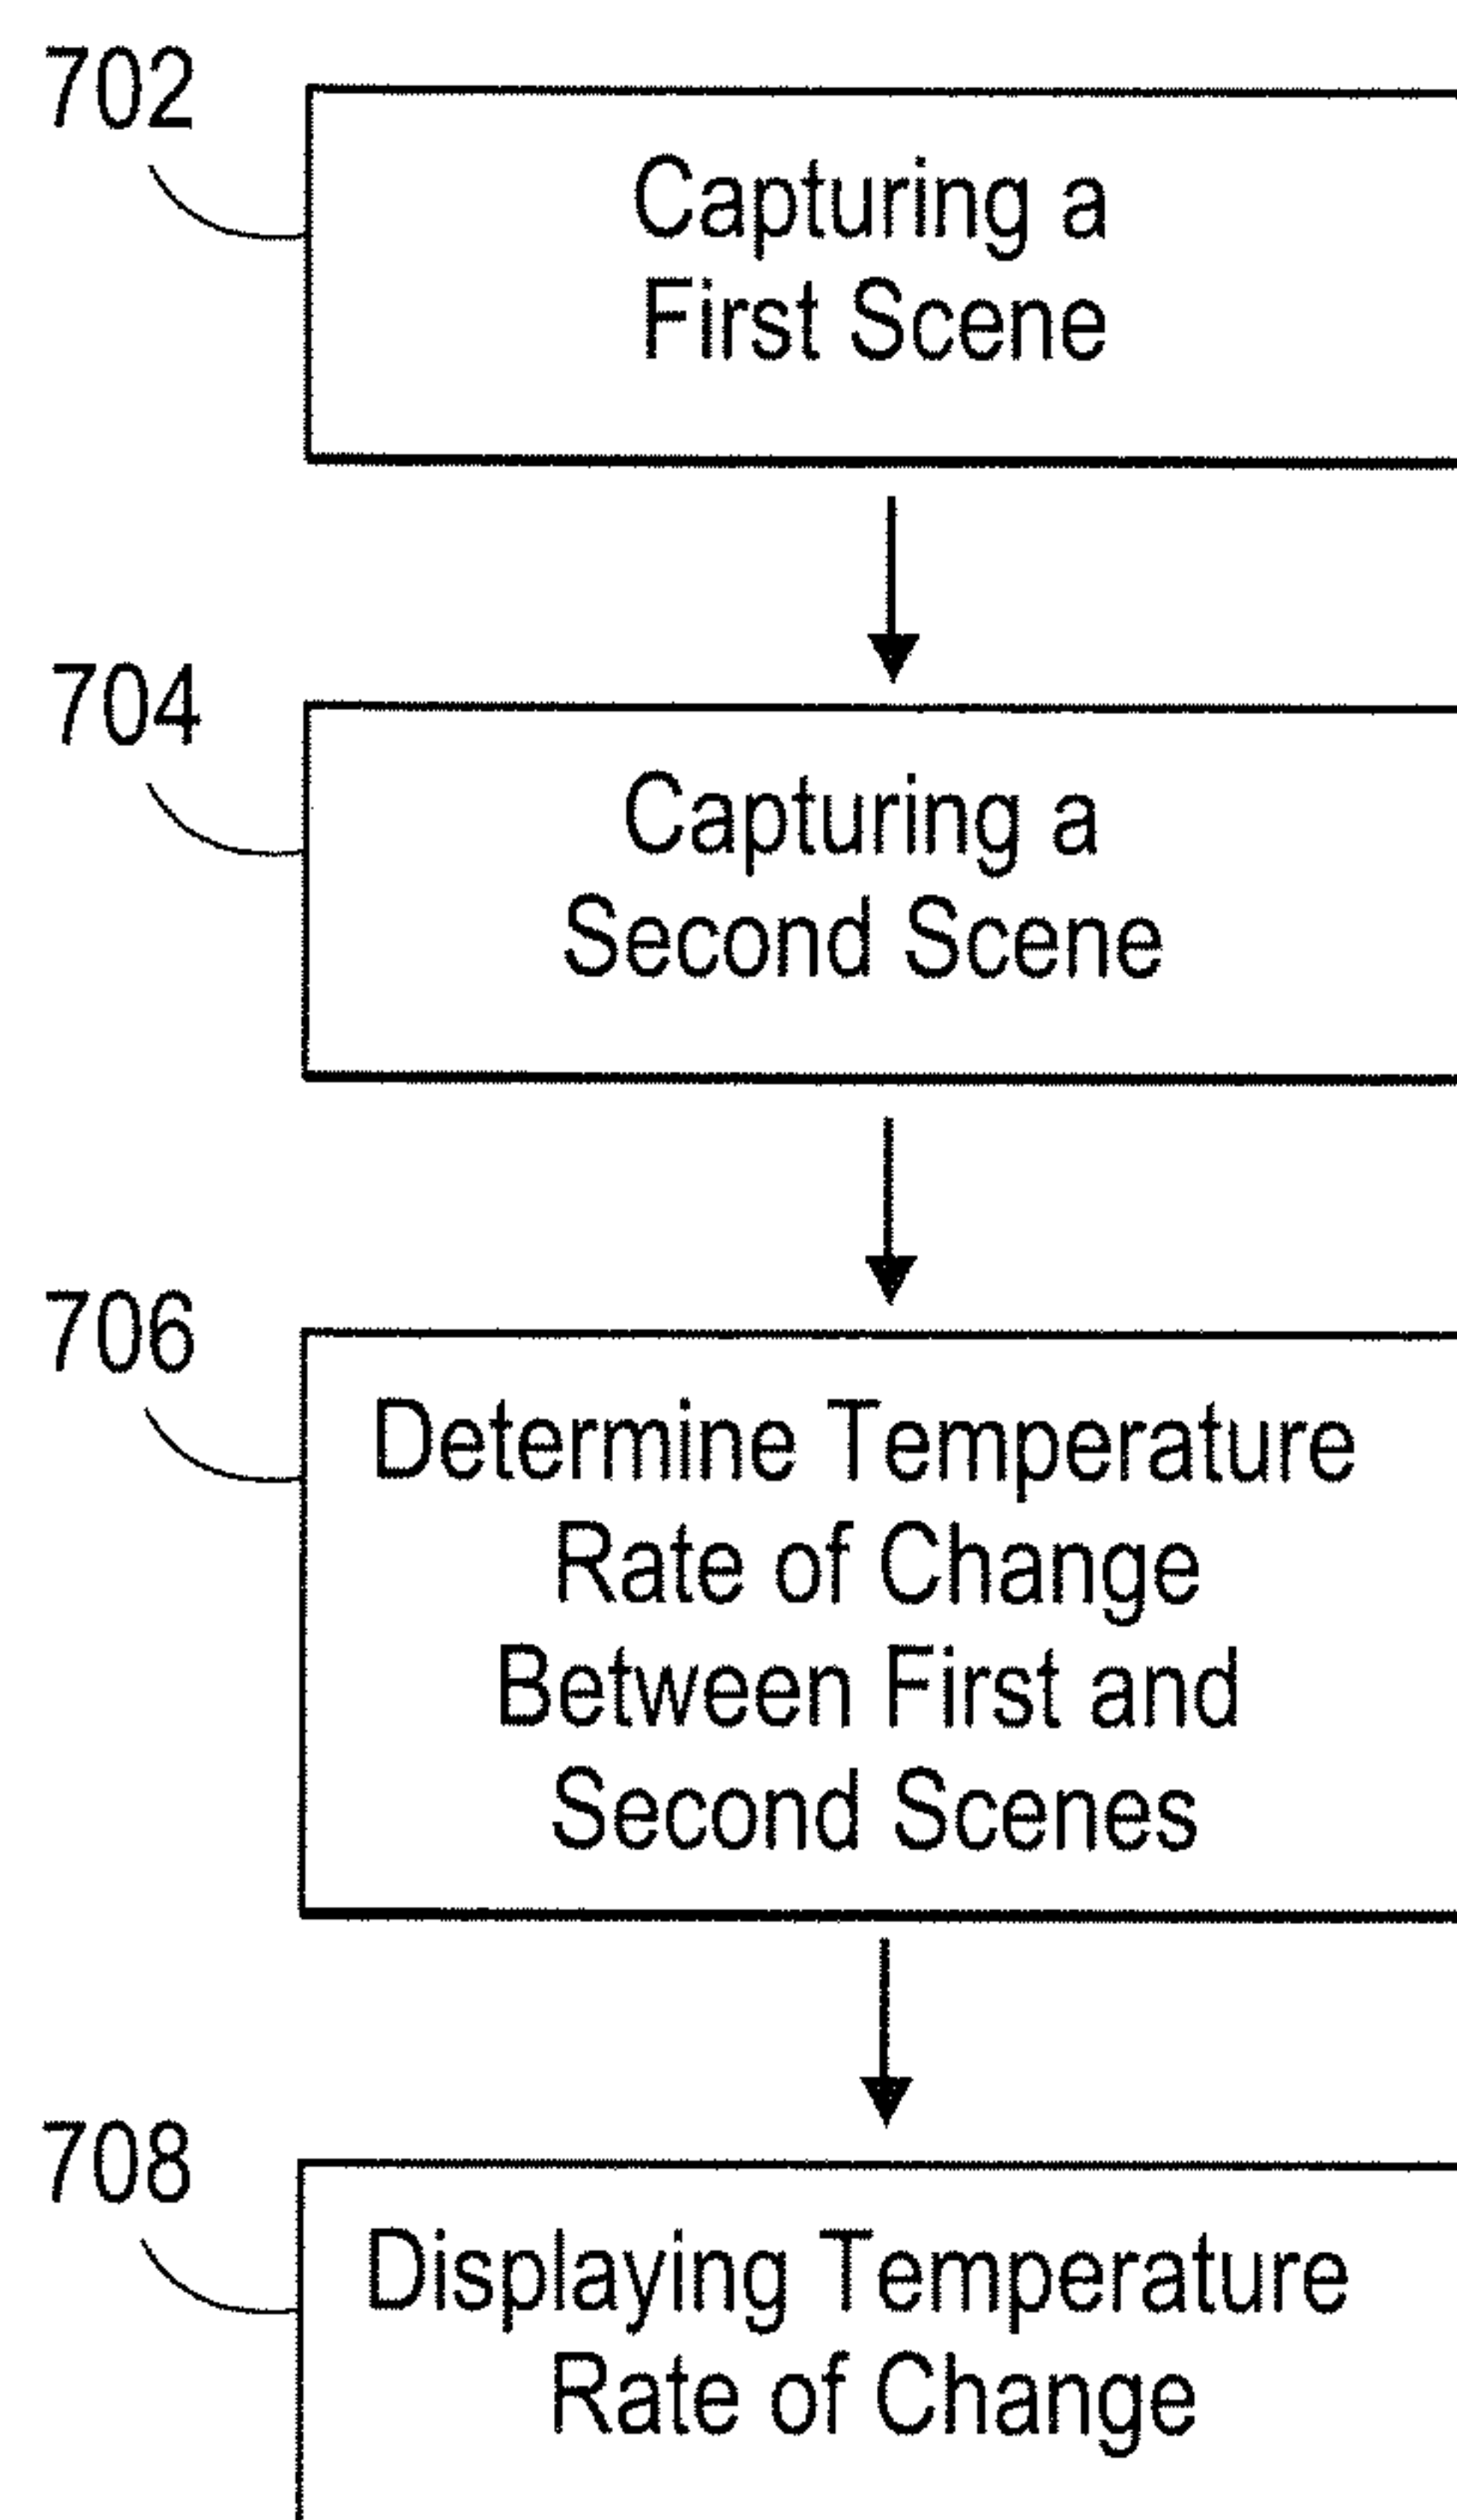 702
Capturing a
First Scene
704
Capturing a
Second Scene
706
Determine Temperature
Rate of Change
Between First and
Second Scenes
708
Displaying Temperature
Rate of Change